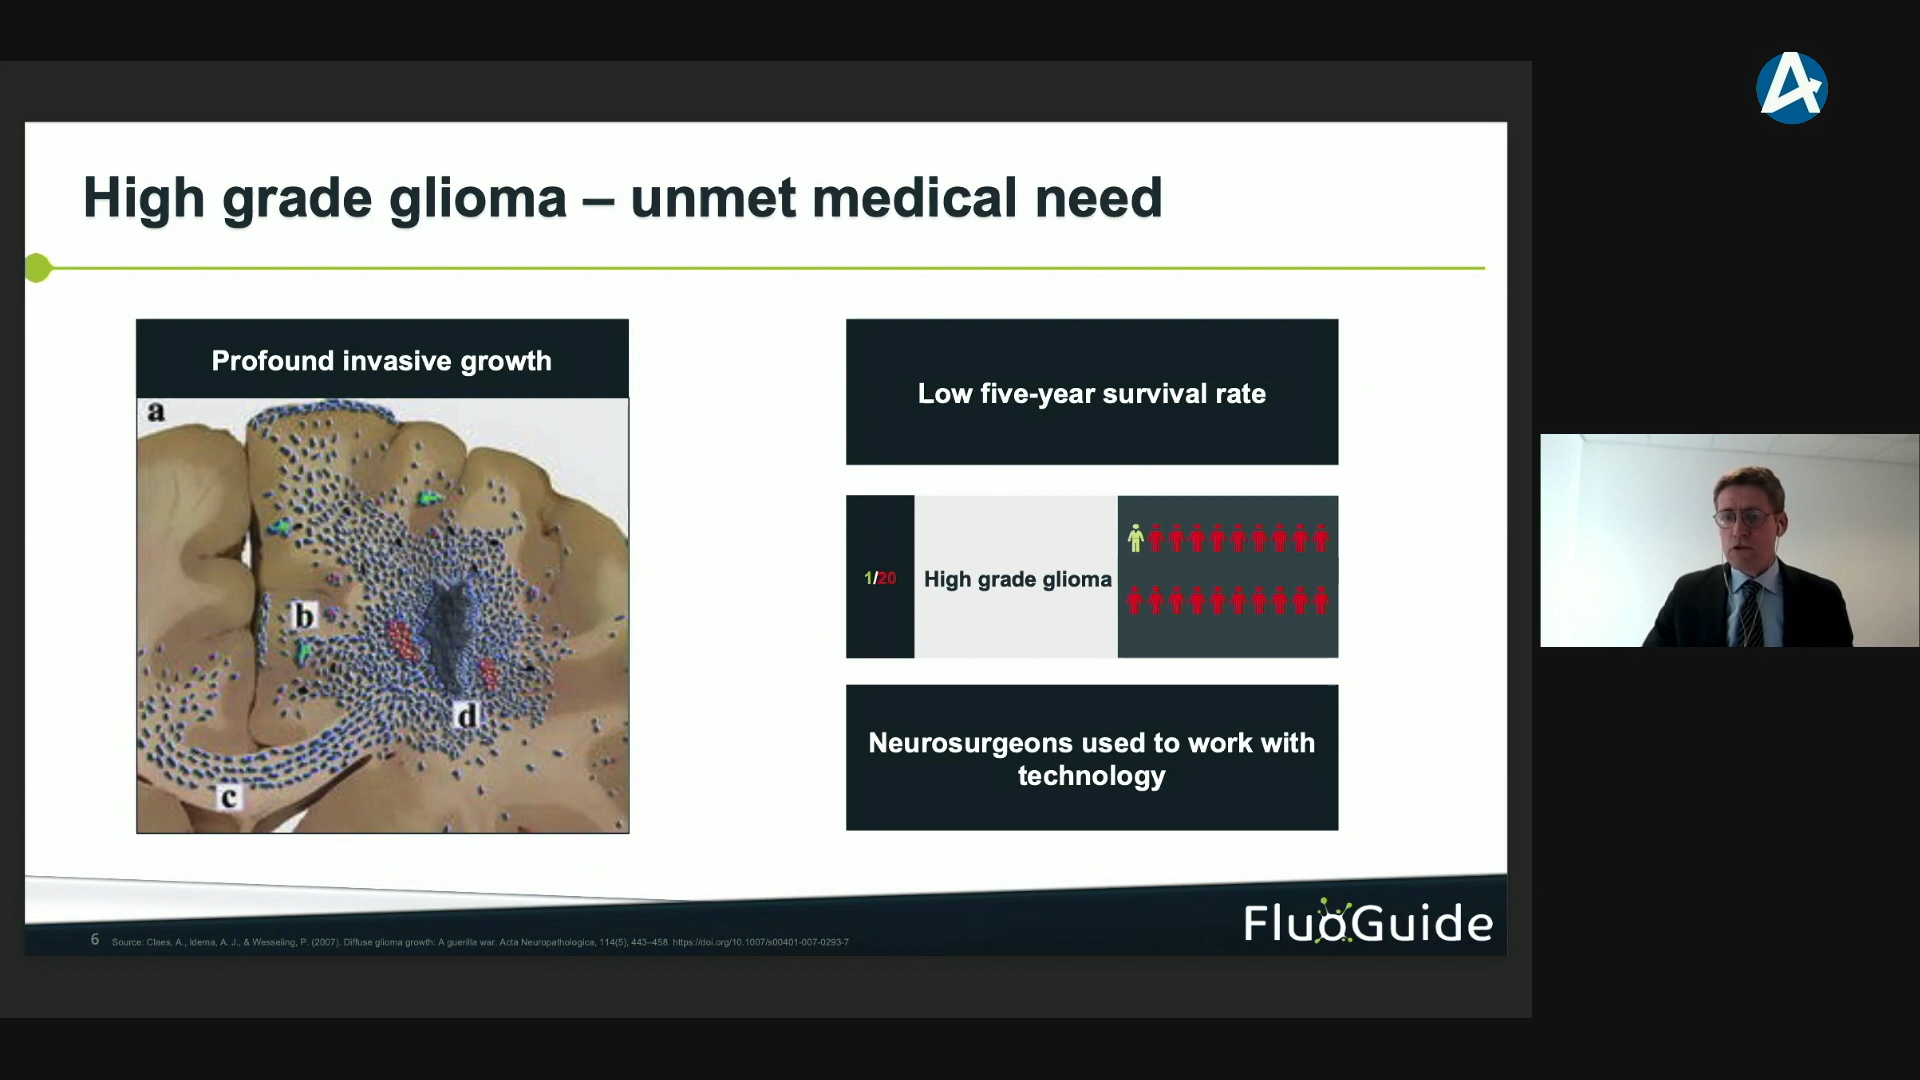 High grade glioma – unmet medical need
Profound invasive growth
a
b
d
c
Low five-year survival rate
1/20
High grade glioma
Neurosurgeons used to work with
technology
6
Source: Claes, A., Idema, A. J., & Wesseling, P. (2007). Diffuse glioma growth: A guerilla war. Acta Neuropathologica, 114(5), 443–458. https://doi.org/10.1007/s00401-007-0293-7
FluoGuide